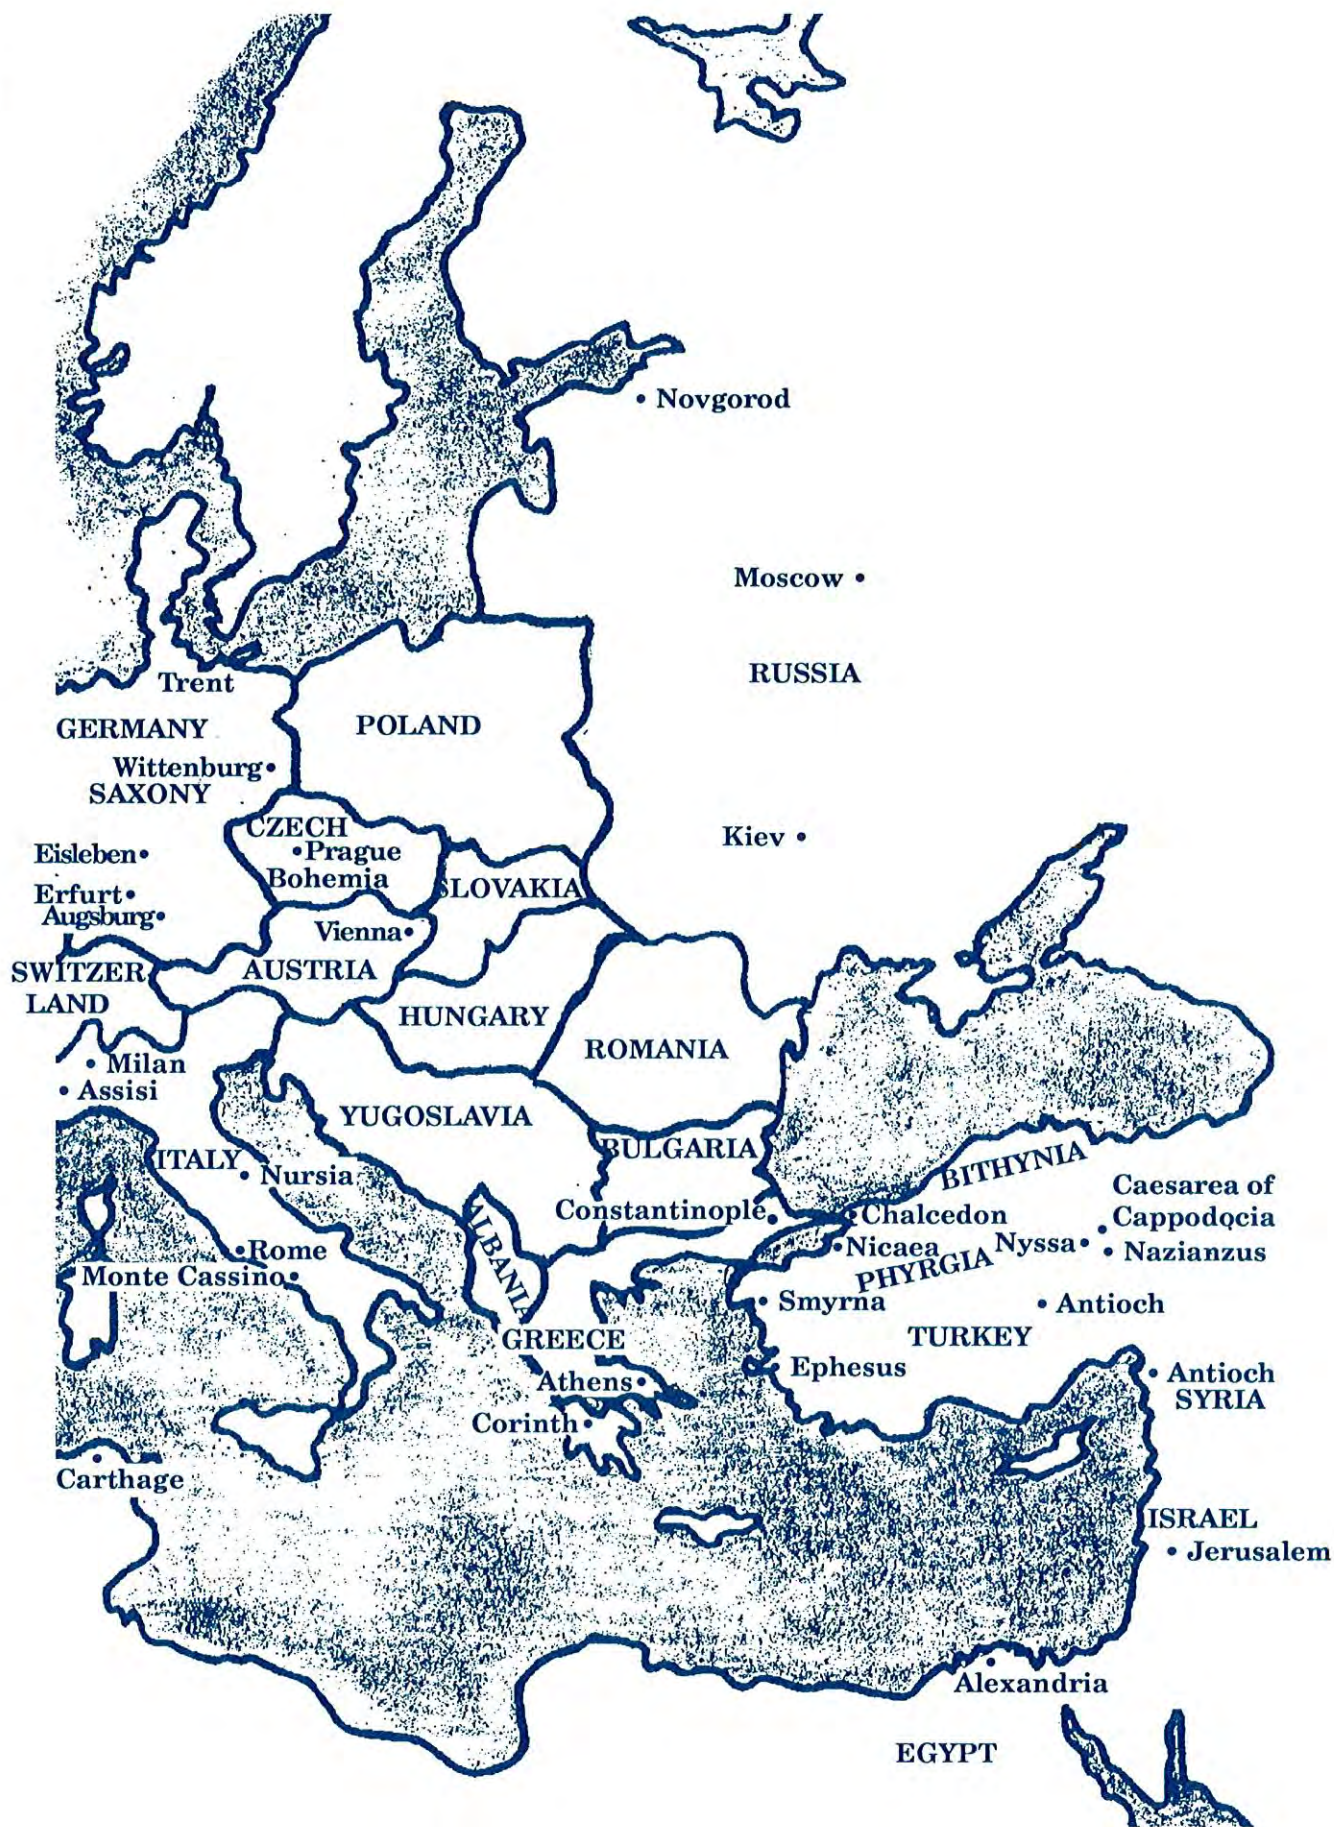 Novgorod
Moscow
RUSSIA
Trent
GERMANY
POLAND
Wittenburg
SAXONY
CZECH
Prague
Bohemia
Kiev
Eisleben
Erfurt
Augsburg
SLOVAKIA
Vienna
SWITZER
LAND
AUSTRIA
HUNGARY
ROMANIA
Milan
Assisi
YUGOSLAVIA
BULGARIA
ITALY
Nursia
BITHYNIA
Caesarea of
Cappodocia
Constantinople
Chalcedon
Rome
Nicaea
Nyssa
Nazianzus
PHYRGIA
Monte Cassino
ALBANIA
Smyrna
Antioch
GREECE
TURKEY
Athens
Ephesus
Antioch
SYRIA
Corinth
Carthage
ISRAEL
Jerusalem
Alexandria
EGYPT